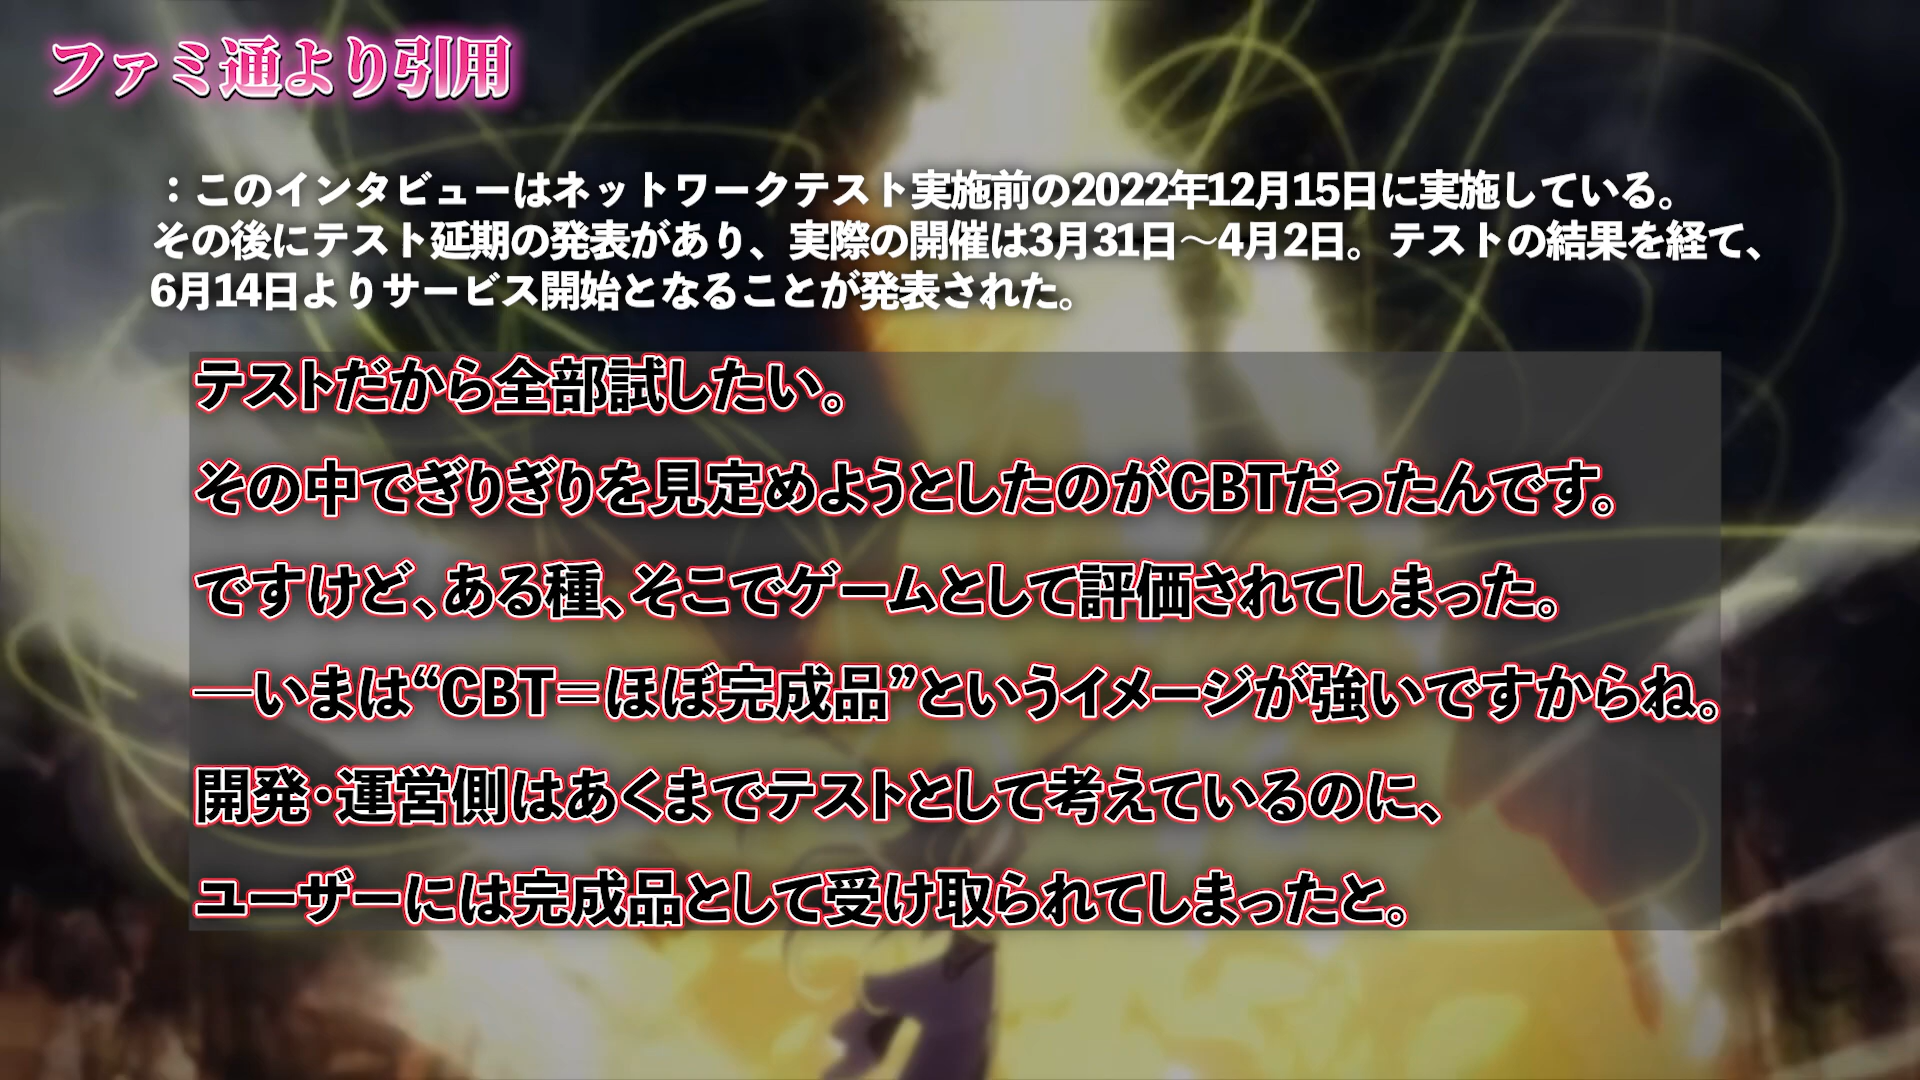 ファミ通より引用
：このインタビューはネットワークテスト実施前の2022年12月15日に実施している。
その後にテスト延期の発表があり、実際の開催は3月31日～4月2日。テストの結果を経て、
6月14日よりサービス開始となることが発表された。
テストだから全部試したい。
その中でぎりぎりを見定めようとしたのがCBTだったんです。
ですけど、ある種、そこでゲームとして評価されてしまった。
―いまは“CBT＝ほぼ完成品”というイメージが強いですからね。
開発・運営側はあくまでテストとして考えているのに、
ユーザーには完成品として受け取られてしまったと。